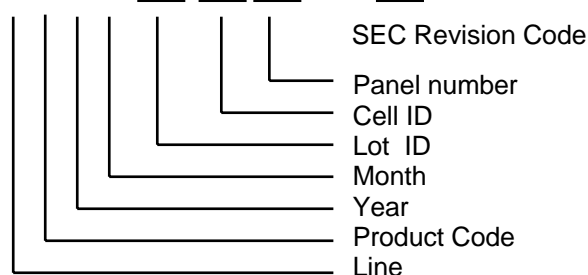 SEC Revision Code
Panel number
Cell ID
Lot ID
Month
Year
Product Code
Line